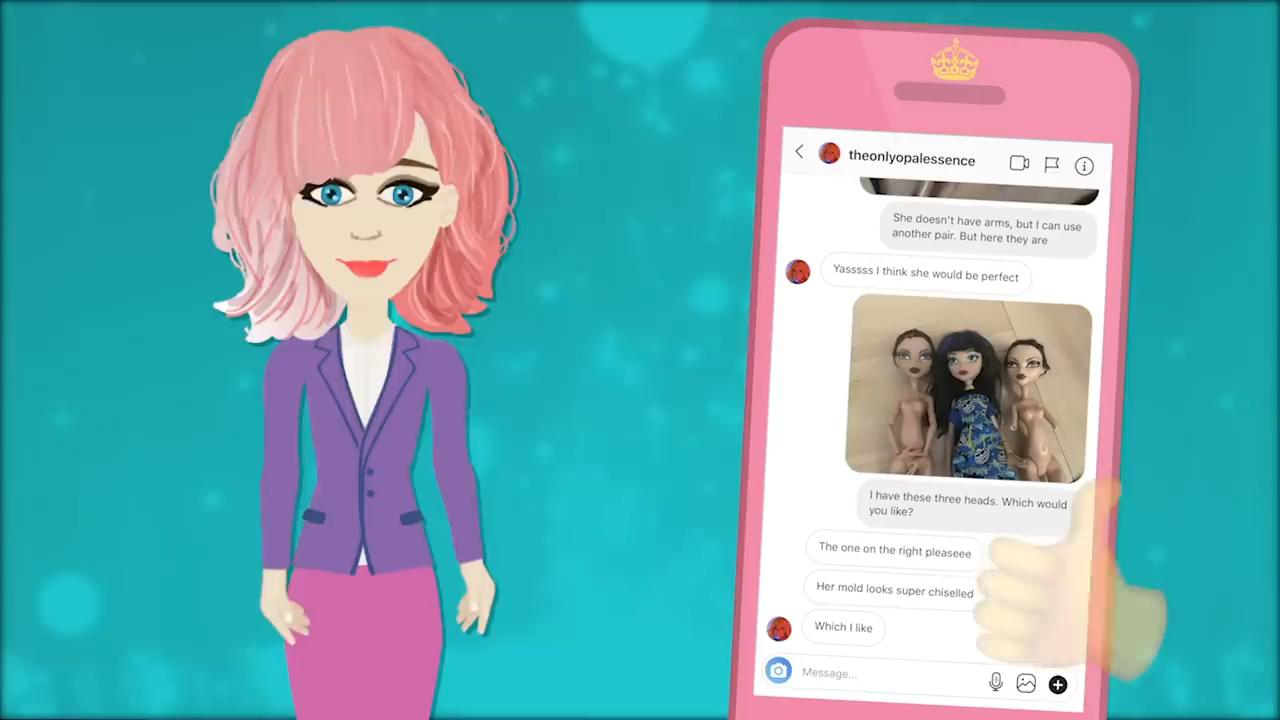 theonlyopalessence
She doesn't have arms, but I can use
another pair. But here they are
Yasssss I think she would be perfect
I have these three heads. Which would
you like?
The one on the right pleaseee
Her mold looks super chiselled
Which I like
Message...